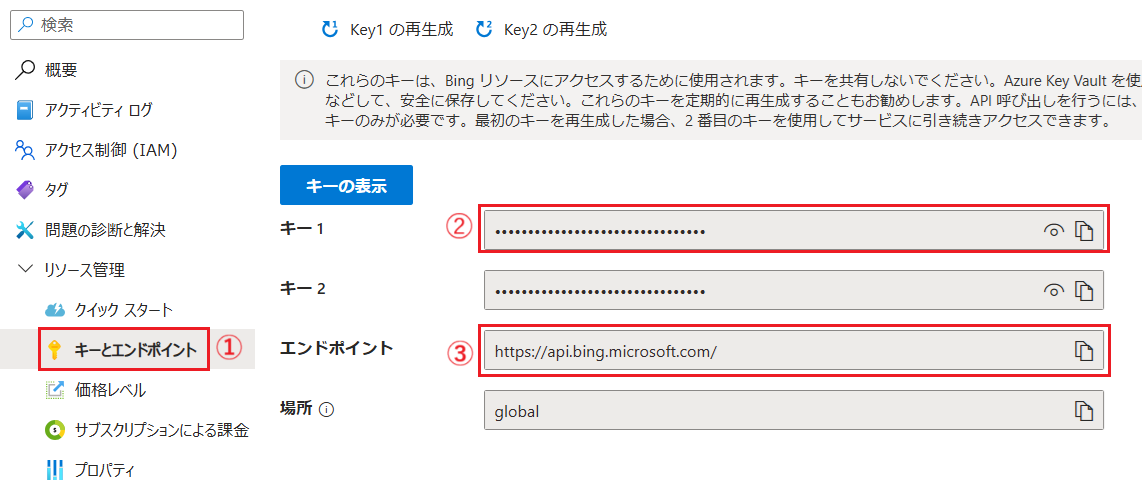 検索
Key1 の再生成
Key2 の再生成
概要
アクティビティ ログ
アクセス制御 (IAM)
タグ
問題の診断と解決
リソース管理
クイック スタート
キーとエンドポイント
①
価格レベル
サブスクリプションによる課金
プロパティ
これらのキーは、Bing リソースにアクセスするために使用されます。キーを共有しないでください。Azure Key Vault を使
などして、安全に保存してください。これらのキーを定期的に再生成することもお勧めします。API 呼び出しを行うには、
キーのみが必要です。最初のキーを再生成した場合、2 番目のキーを使用してサービスに引き続きアクセスできます。
キーの表示
キー 1
②
••••••••••••••••••••••••••••••••
キー 2
••••••••••••••••••••••••••••••••
エンドポイント
③
https://api.bing.microsoft.com/
場所
global